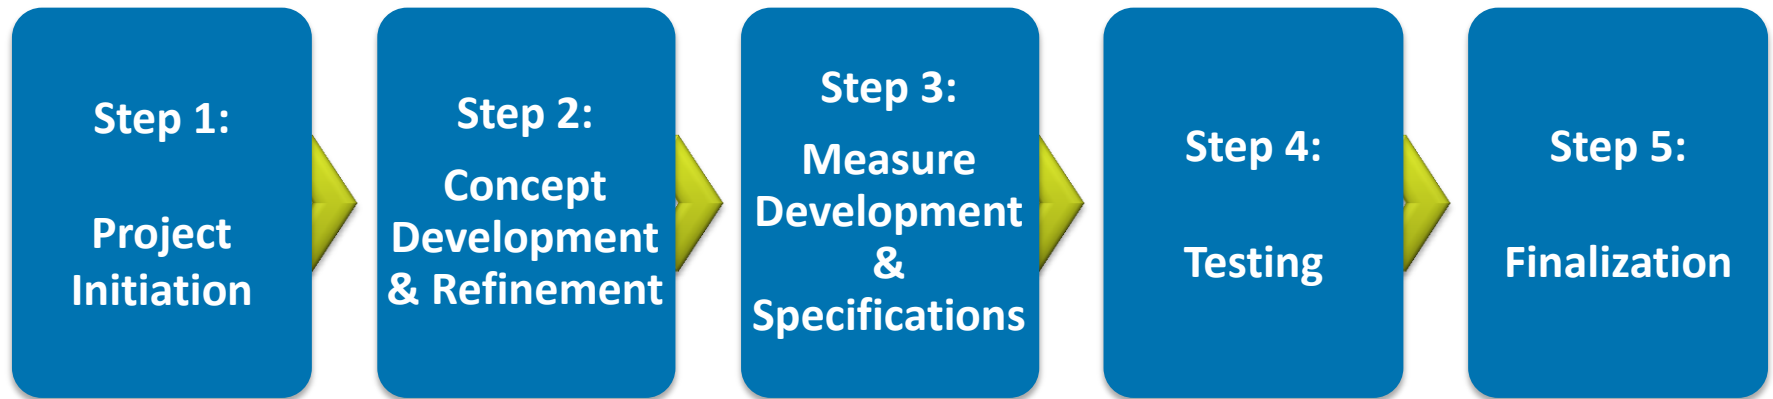 Step 1:
Project
Initiation
Step 2:
Concept
Development
& Refinement
Step 3:
Measure
Development
&
Specifications
Step 4:
Testing
Step 5:
Finalization